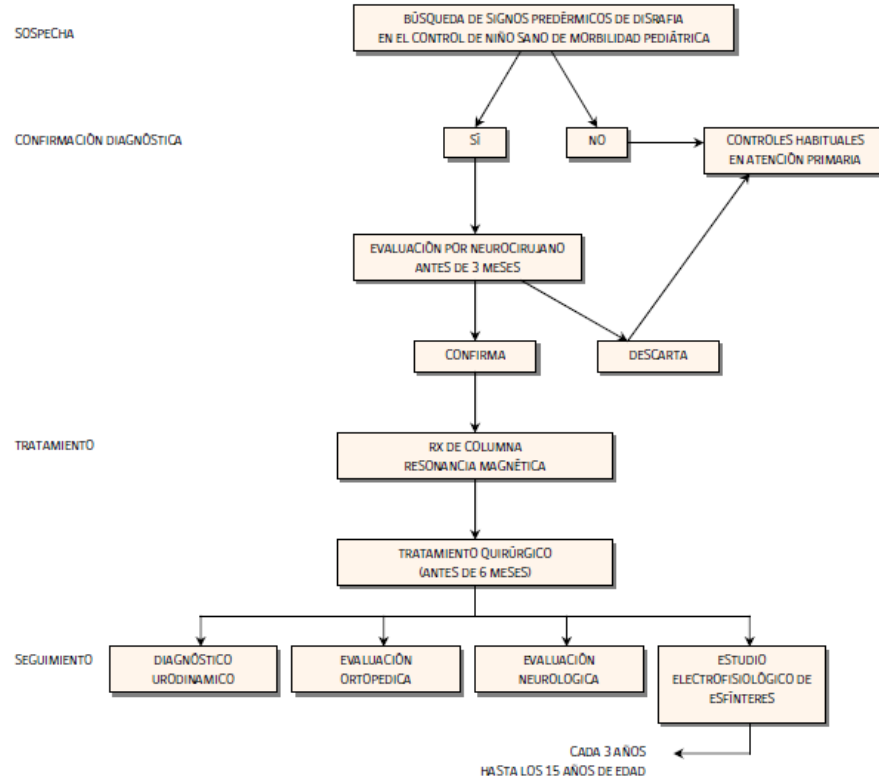 SOSPECHA
BÚSQUEDA DE SIGNOS PREDÉRMICOS DE DISRAFIA
EN EL CONTROL DE NIÑO SANO DE MORBILIDAD PEDIÁTRICA
CONFIRMACIÓN DIAGNÓSTICA
SÍ
NO
CONTROLES HABITUALES
EN ATENCIÓN PRIMARIA
EVALUACIÓN POR NEUROCIRUJANO
ANTES DE 3 MESES
CONFIRMA
DESCARTA
TRATAMIENTO
RX DE COLUMNA
RESONANCIA MAGNÉTICA
TRATAMIENTO QUIRÚRGICO
(ANTES DE 6 MESES)
SEGUIMIENTO
DIAGNÓSTICO
URODINAMICO
EVALUACIÓN
ORTOPEDICA
EVALUACIÓN
NEUROLOGICA
ESTUDIO
ELECTROFISIOLÓGICO DE
ESFÍNTERES
CADA 3 AÑOS
HASTA LOS 15 AÑOS DE EDAD